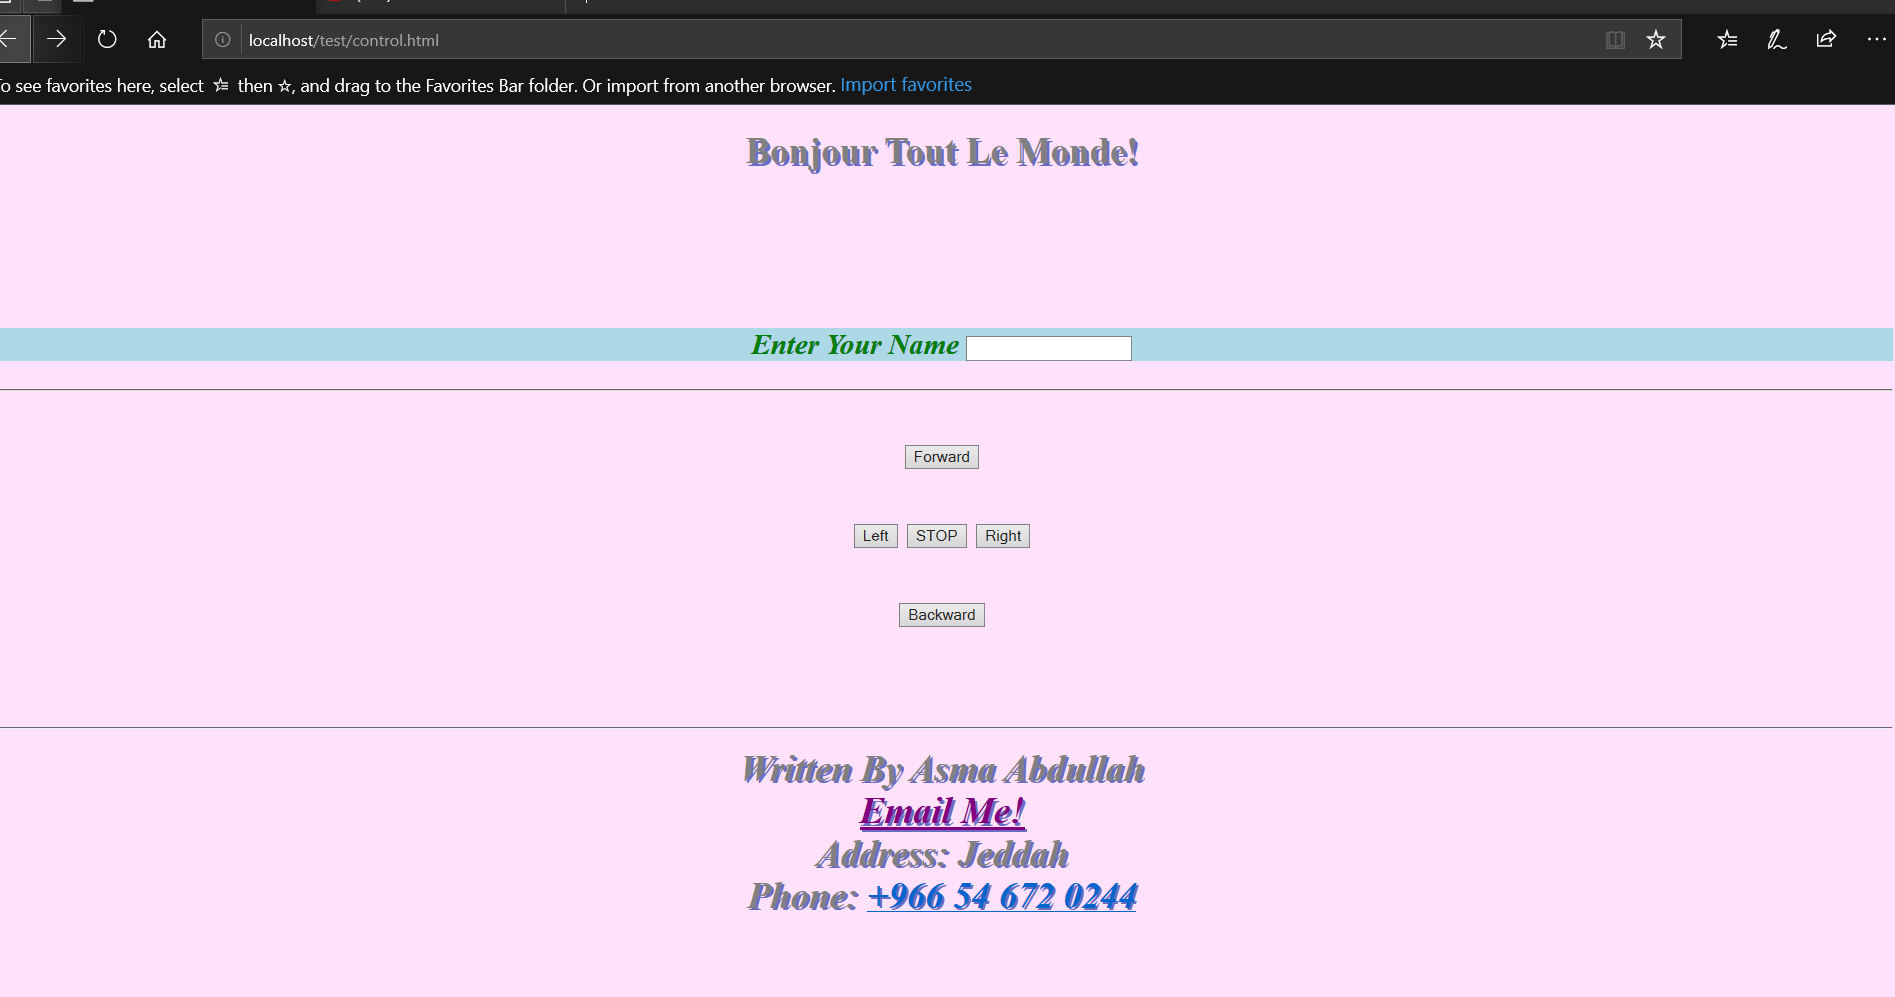 localhost/test/control.html
o see favorites here, select then , and drag to the Favorites Bar folder. Or import from another browser. Import favorites
Bonjour Tout Le Monde!
Enter Your Name
Forward
Left STOP Right
Backward
Written By Asma Abdullah
Email Me!
Address: Jeddah
Phone: +966 54 672 0244